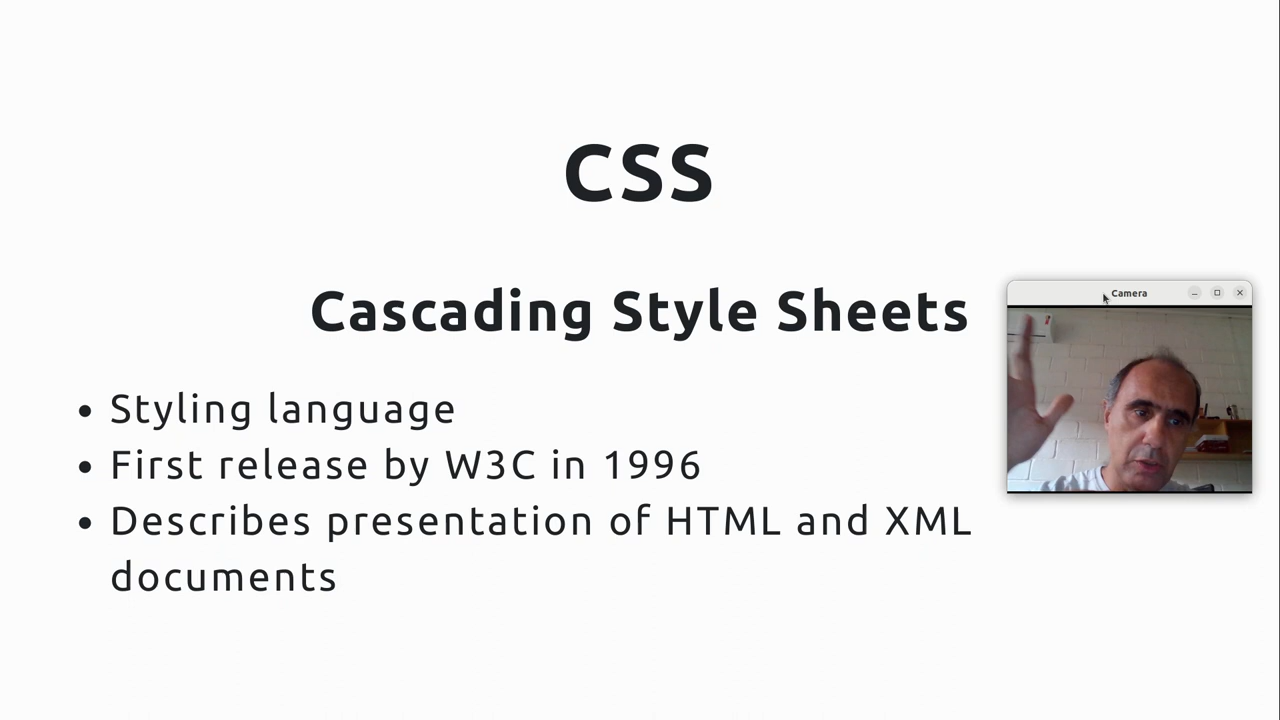 CSS
Cascading Style Sheets
Camera
Styling language
First release by W3C in 1996
Describes presentation of HTML and XML
documents